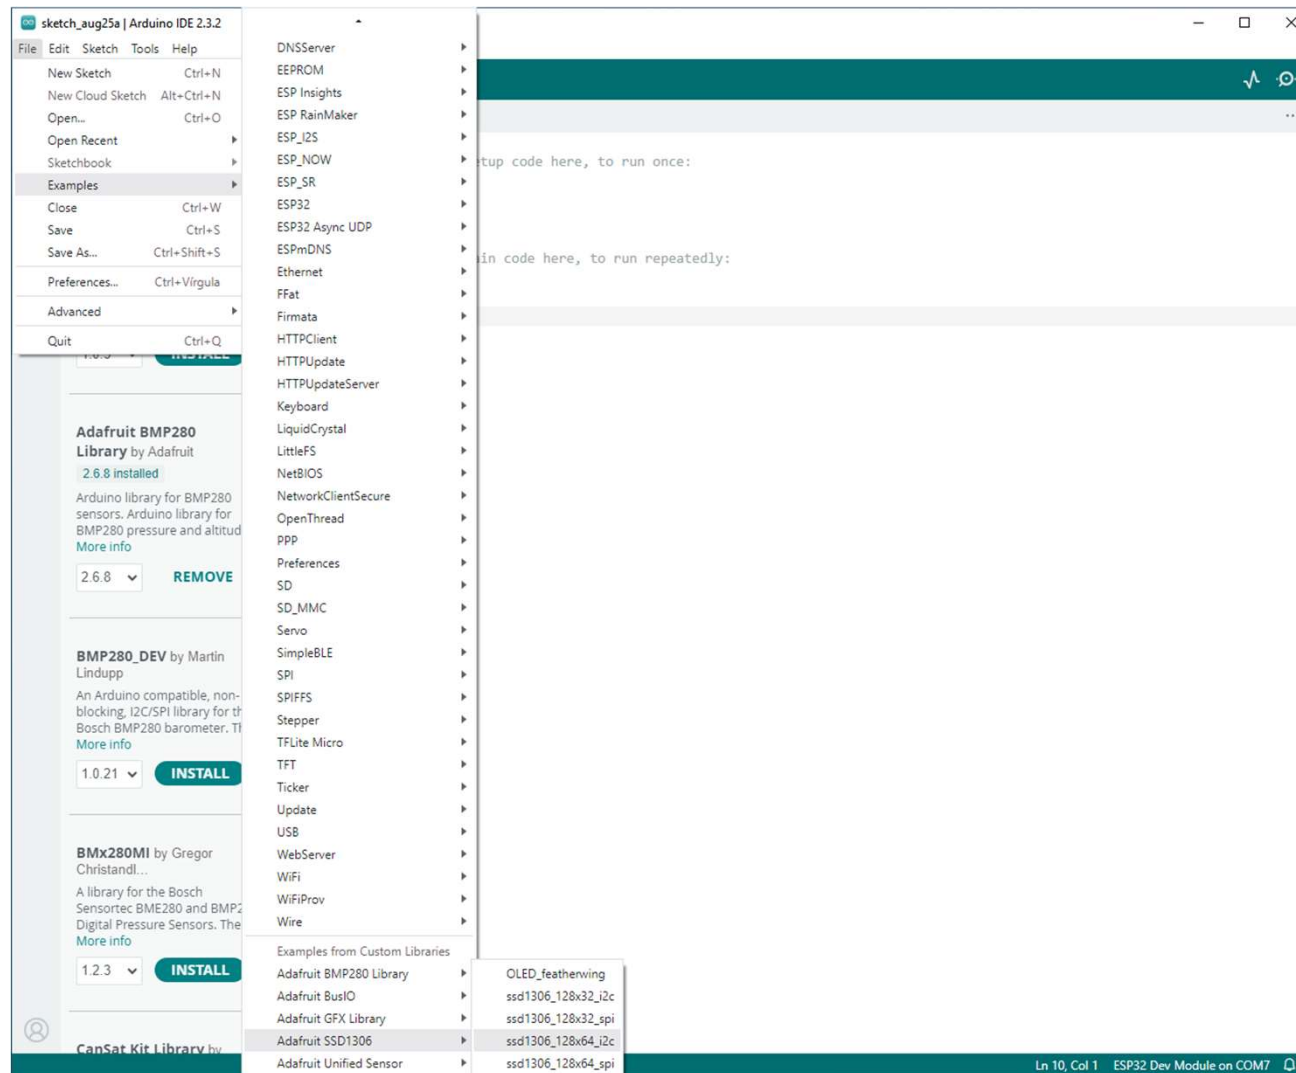 sketch_aug25a | Arduino IDE 2.3.2
File Edit Sketch Tools Help
New Sketch Ctrl+N
New Cloud Sketch Alt+Ctrl+N
Open... Ctrl+O
Open Recent
Sketchbook
Examples
Close Ctrl+W
Save Ctrl+S
Save As... Ctrl+Shift+S
Preferences... Ctrl+Vírgula
Advanced
Quit Ctrl+Q
INSTALL
Adafruit BMP280
Library by Adafruit
2.6.8 installed
Arduino library for BMP280
sensors. Arduino library for
BMP280 pressure and altitud
More info
2.6.8 REMOVE
BMP280_DEV by Martin
Lindupp
An Arduino compatible, non-
blocking, I2C/SPI library for th
Bosch BMP280 barometer. Th
More info
1.0.21 INSTALL
BMx280MI by Gregor
Christandl...
A library for the Bosch
Sensortec BME280 and BMP2
Digital Pressure Sensors. The
More info
1.2.3 INSTALL
CanSat Kit Library by
DNSServer
EEPROM
ESP Insights
ESP RainMaker
ESP_I2S
ESP_NOW
ESP_SR
ESP32
ESP32 Async UDP
ESPmDNS
Ethernet
FFat
Firmata
HTTPClient
HTTPUpdate
HTTPUpdateServer
Keyboard
LiquidCrystal
LittleFS
NetBIOS
NetworkClientSecure
OpenThread
PPP
Preferences
SD
SD_MMC
Servo
SimpleBLE
SPI
SPIFFS
Stepper
TFLite Micro
TFT
Ticker
Update
USB
WebServer
WiFi
WiFiProv
Wire
Examples from Custom Libraries
Adafruit BMP280 Library
Adafruit BusIO
Adafruit GFX Library
Adafruit SSD1306
Adafruit Unified Sensor
OLED_featherwing
ssd1306_128x32_i2c
ssd1306_128x32_spi
ssd1306_128x64_i2c
ssd1306_128x64_spi
etup code here, to run once:
in code here, to run repeatedly:
Ln 10, Col 1 ESP32 Dev Module on COM7